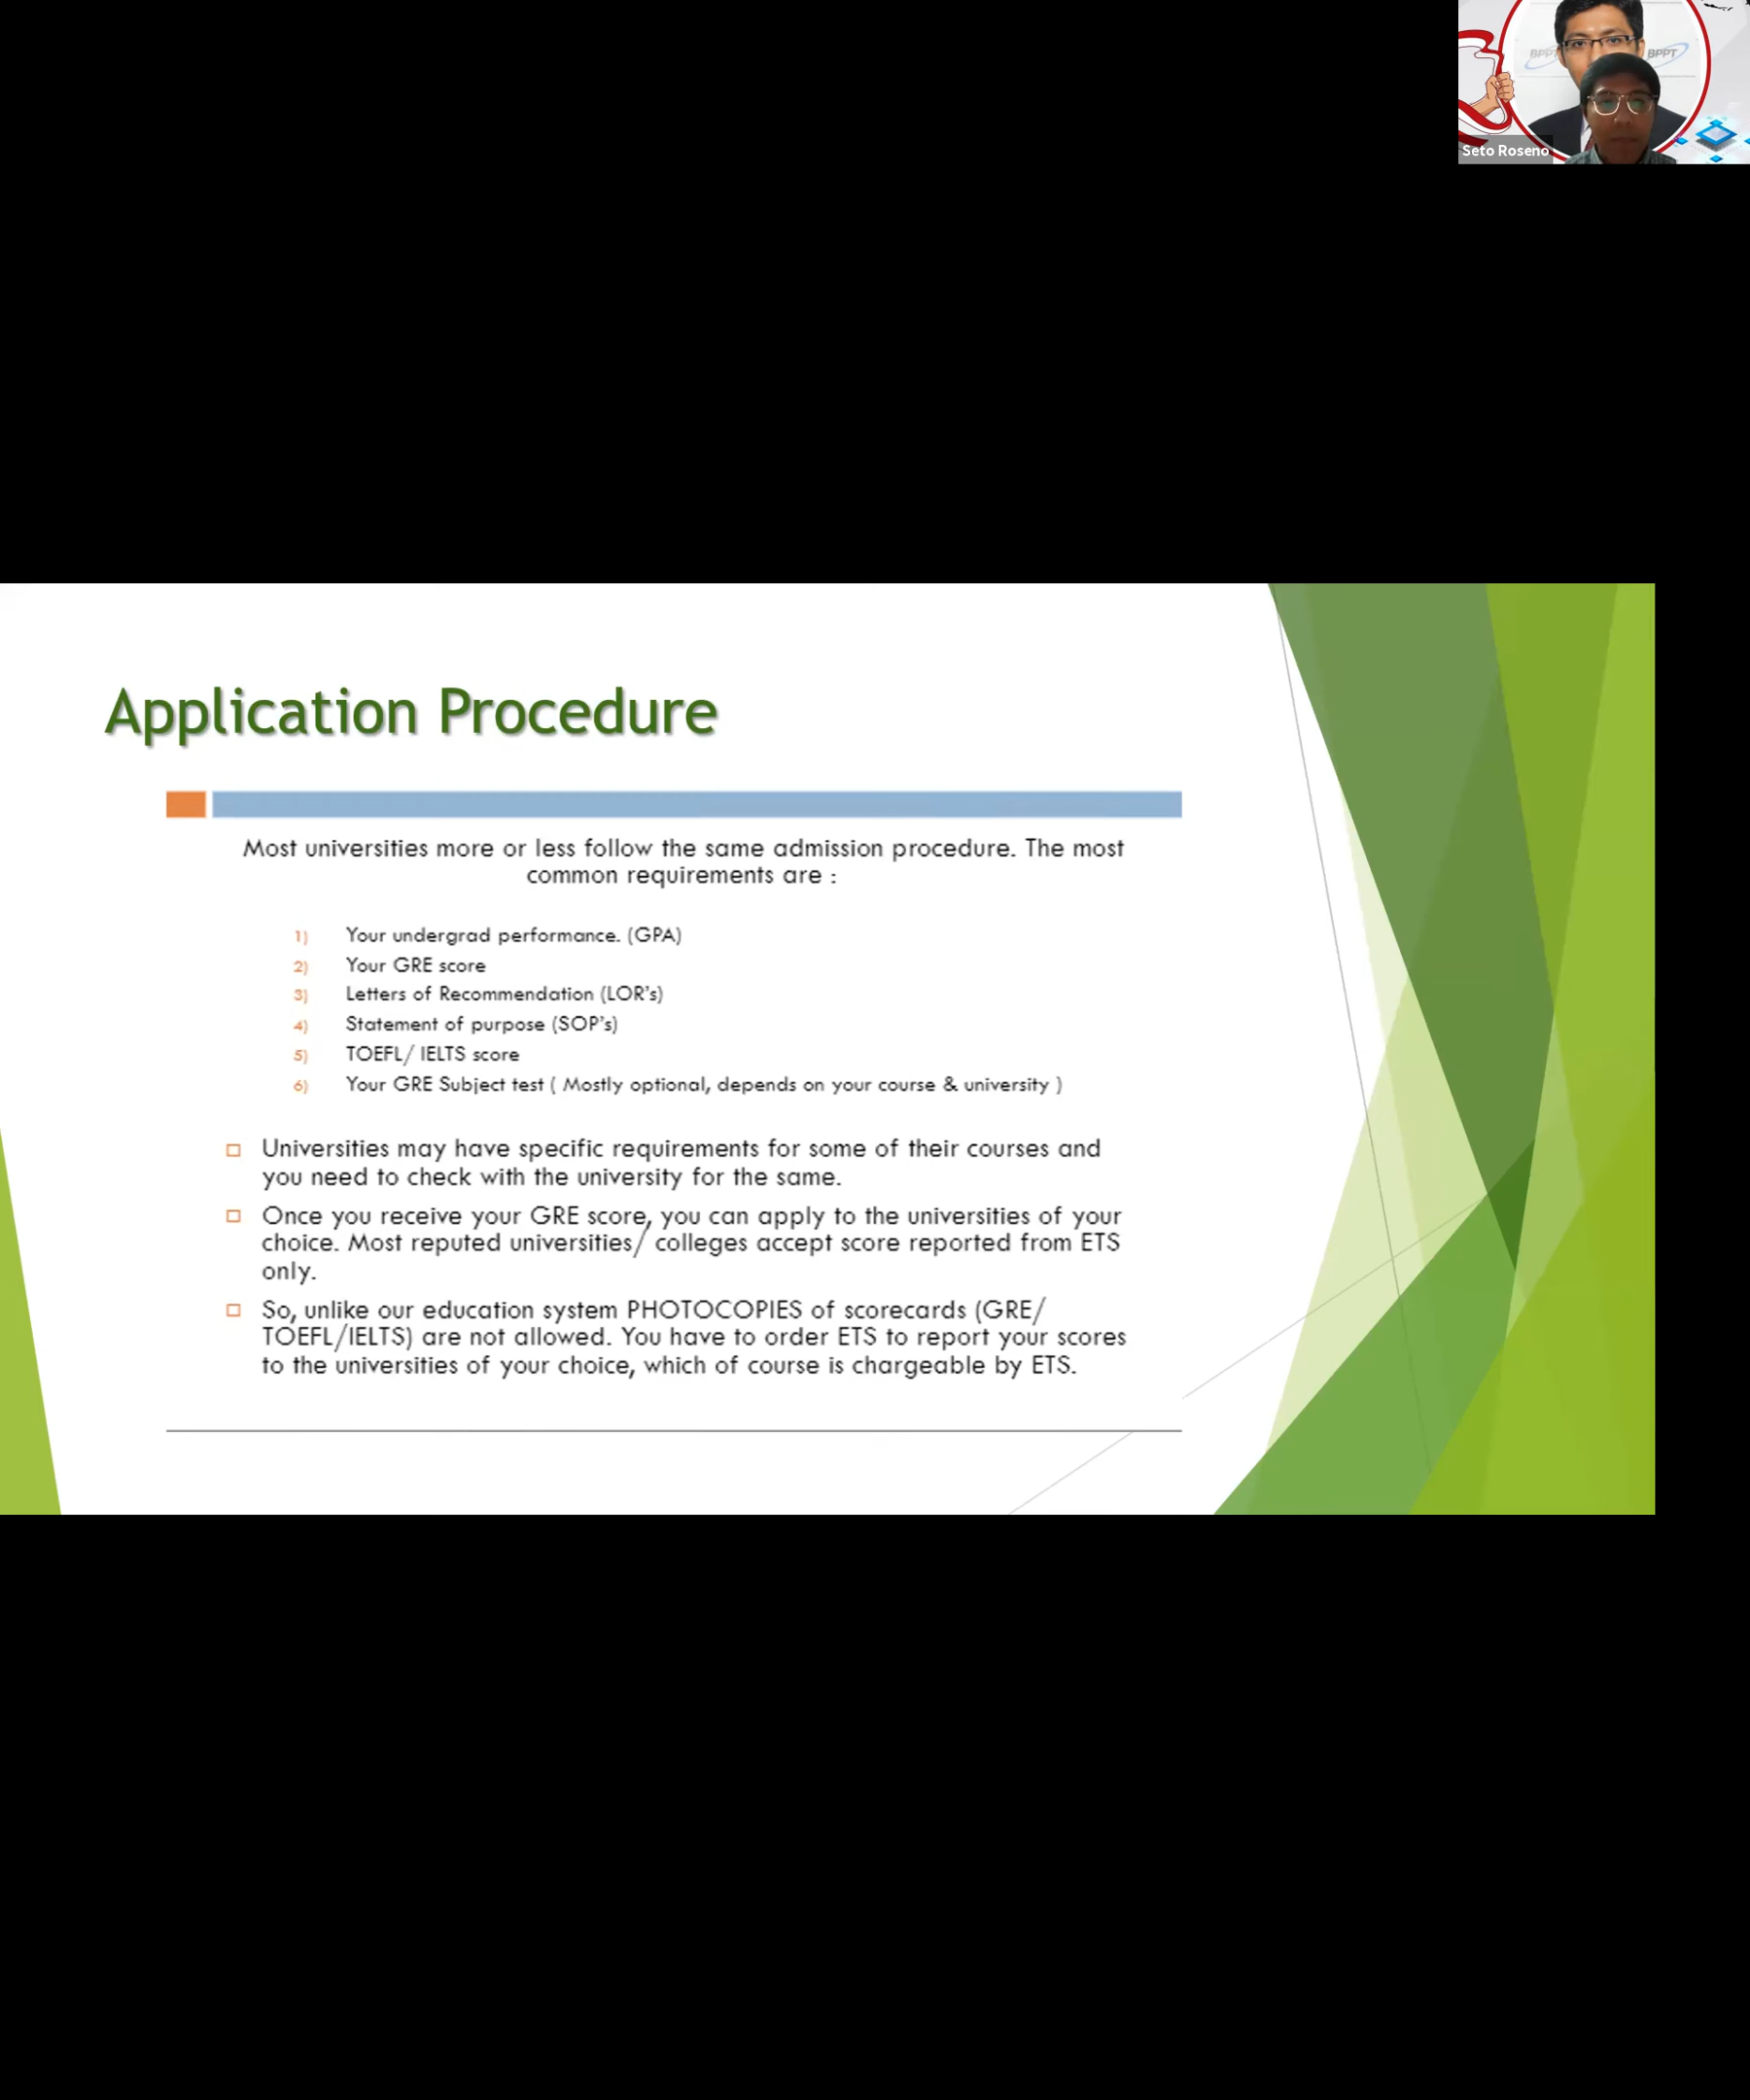 BPPT
BPPT
Seto Roseno
Application Procedure
Most universities more or less follow the same admission procedure. The most
common requirements are :
1) Your undergrad performance. (GPA)
2) Your GRE score
3) Letters of Recommendation (LOR's)
4) Statement of purpose (SOP's)
5) TOEFL/ IELTS score
6) Your GRE Subject test ( Mostly optional, depends on your course & university )
Universities may have specific requirements for some of their courses and
you need to check with the university for the same.
Once you receive your GRE score, you can apply to the universities of your
choice. Most reputed universities/ colleges accept score reported from ETS
only.
So, unlike our education system PHOTOCOPIES of scorecards (GRE/
TOEFL/IELTS) are not allowed. You have to order ETS to report your scores
to the universities of your choice, which of course is chargeable by ETS.